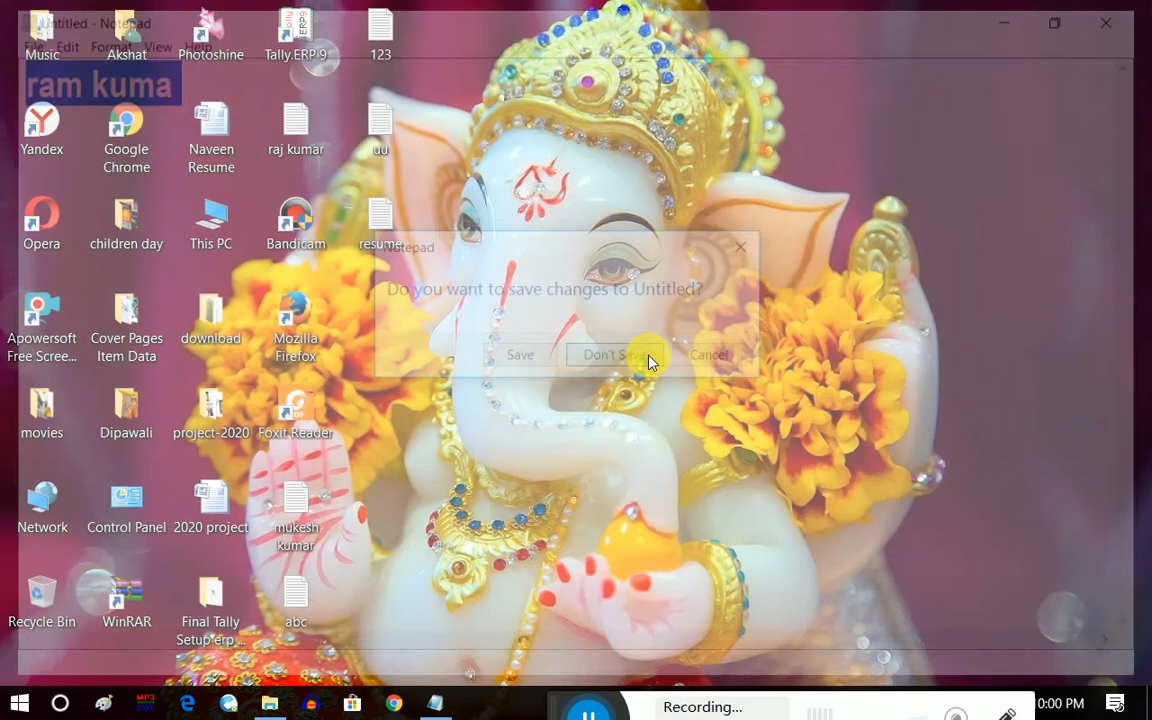 Untitled - Notepad
File Edit Format View Help
ram kuma
Music
Akshat
Photoshine
Tally.ERP 9
123
Yandex
Google
Chrome
Naveen
Resume
raj kumar
uu
Opera
children day
This PC
Bandicam
resume
Notepad
Do you want to save changes to Untitled?
Save
Don't Save
Cancel
Apowersoft
Free Scree...
Cover Pages
Item Data
download
Mozilla
Firefox
movies
Dipawali
project-2020
Foxit Reader
Network
Control Panel
2020 project
mukesh
kumar
Recycle Bin
WinRAR
Final Tally
Setup erp ...
abc
MP3
CUT
Recording...
0:00 PM